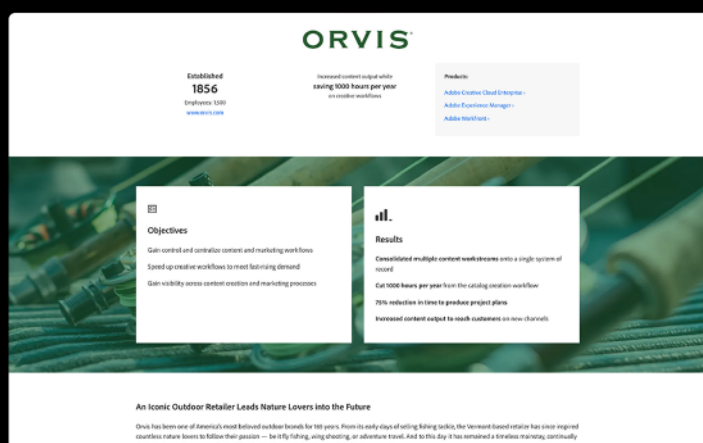 ORVIS
Established
1856
Employees: 1,500
www.orvis.com
Increased content output while
saving 1000 hours per year
on creative workflows
Products:
Adobe Creative Cloud Enterprise ›
Adobe Experience Manager ›
Adobe Workfront ›
Objectives
Gain control and centralize content and marketing workflows
Speed up creative workflows to meet fast-rising demand
Gain visibility across content creation and marketing processes
Results
Consolidated multiple content workstreams onto a single system of
record
Cut 1000 hours per year from the catalog creation workflow
75% reduction in time to produce project plans
Increased content output to reach customers on new channels
An Iconic Outdoor Retailer Leads Nature Lovers into the Future
Orvis has been one of America's most beloved outdoor brands for 165 years. From its early days of selling fishing tackle, the Vermont-based retailer has since inspired
countless nature lovers to follow their passion — be it fly fishing, wing shooting, or adventure travel. And to this day it has remained a timeless mainstay, continually